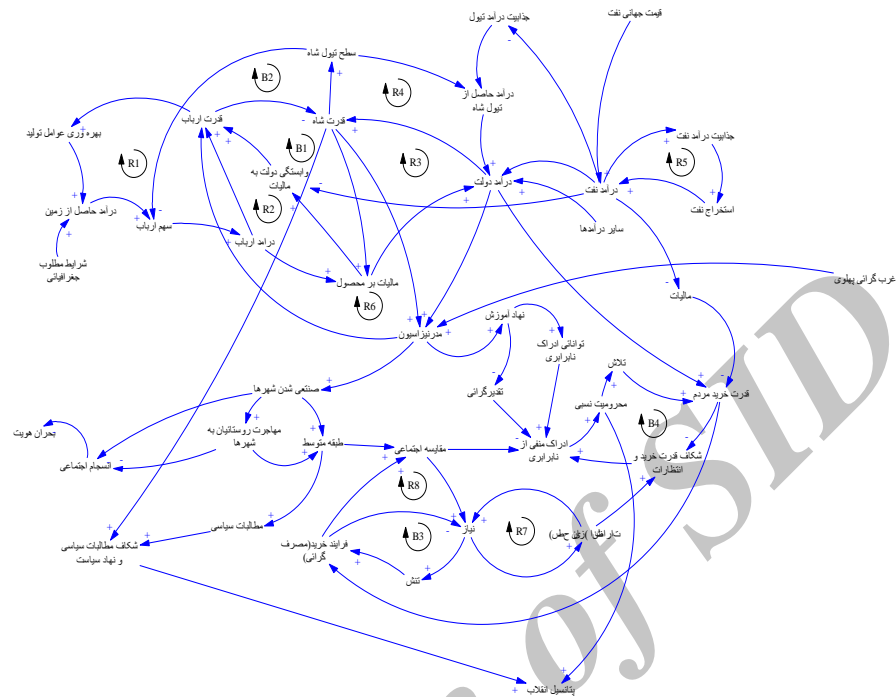 قیمت جهانی نفت
جذابیت درآمد تیول
سطح تیول شاه
B2
R4
درآمد حاصل از
تیول شاه
قدرت ارباب
قدرت شاه
بهره وری عوامل تولید
جذابیت درآمد نفت
R1
B1
R3
R5
وابستگی دولت به
مالیات
درآمد دولت
درآمد نفت
استخراج نفت
درآمد حاصل از زمین
سهم ارباب
R2
درامد ارباب
سایر درآمدها
شرایط مطلوب
جغرافیائی
مالیات بر محصول
غرب گرائی پهلوی
R6
مالیات
نهاد آموزش
مدرنیزاسیون
توانائی ادراک
نابرابری
تلاش
صنعتی شدن شهرها
تقدیرگرائی
قدرت خرید مردم
محرومیت نسبی
بحران هویت
مهاجرت روستائیان به
شهرها
طبقه متوسط
مقایسه اجتماعی
ادراک منفی از
نابرابری
B4
شکاف قدرت خرید و
انتظارات
انسجام اجتماعی
R8
مطالبات سیاسی
نیاز
R7
شکاف مطالبات سیاسی
و نهاد سیاست
فرایند خرید(مصرف
گرائی)
B3
تنش
پتانسیل انقلاب
of SID